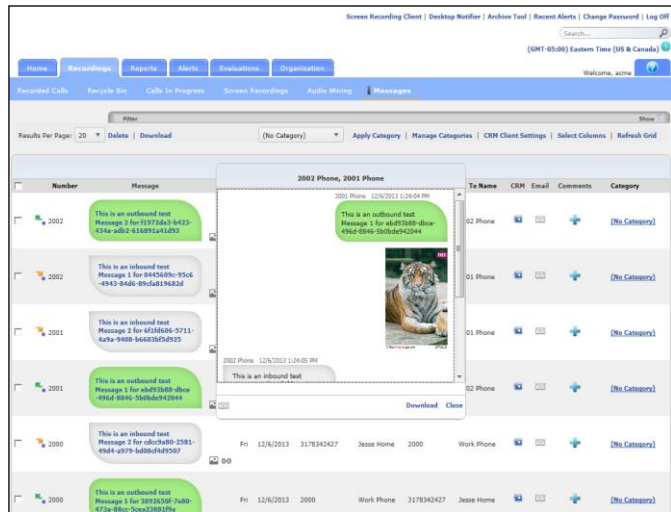 Screen Recording Client | Desktop Notifier | Archive Tool | Recent Alerts | Change Password | Log Off
Search...
(GMT-05:00) Eastern Time (US & Canada)
Home Recordings Reports Alerts Evaluations Organization
Welcome, acme
Recorded Calls Recycle Bin Calls In Progress Screen Recordings Audio Mining Messages
Filter Show
Results Per Page: 20 Delete | Download (No Category) Apply Category | Manage Categories | CRM Client Settings | Select Columns | Refresh Grid
Number Message To Name CRM Email Comments Category
2002 Phone, 2001 Phone
2001 Phone 12/6/2013 1:24:04 PM
This is an outbound test
Message 1 for ebd93b88-dbce-
496d-8846-5b0bde942044
FREE
2002 Phone 12/6/2013 1:24:05 PM
This is an inbound test
Download Close
2002
This is an outbound test
Message 2 for f1972da3-b423-
434a-adb2-616891a41d93
02 Phone [No Category]
2002
This is an inbound test
Message 1 for 0445609c-95c6
-4943-84d6-89cfa819682d
01 Phone [No Category]
2001
This is an inbound test
Message 2 for 6f1fd606-5711-
4a9a-9408-b6603bf5d925
01 Phone [No Category]
2001
This is an outbound test
Message 1 for ebd93b88-dbce
-496d-8846-5b0bde942044
02 Phone [No Category]
2000
This is an inbound test
Message 2 for cdcc9a80-2581-
49d4-a979-bd08cf4d9507
Fri 12/6/2013 3178342427 Jesse Home 2000 Work Phone [No Category]
2000
This is an outbound test
Message 1 for 5892650f-7e80-
473a-88cc-5cea23881f9a
Fri 12/6/2013 2000 Work Phone 3178342427 Jesse Home [No Category]